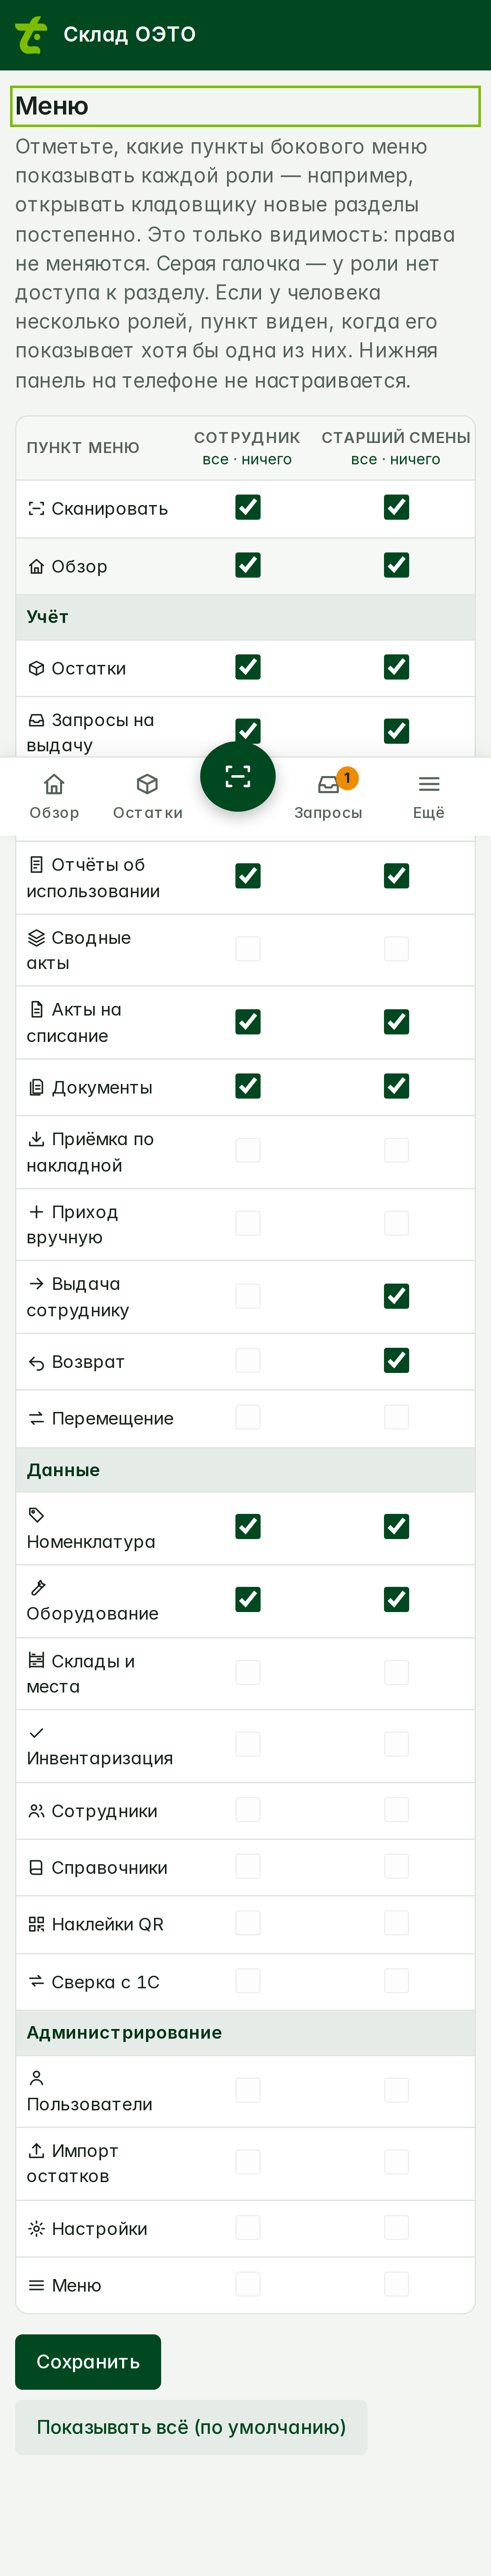 Склад ОЭТО
Меню
Отметьте, какие пункты бокового меню
показывать каждой роли — например,
открывать кладовщику новые разделы
постепенно. Это только видимость: права
не меняются. Серая галочка — у роли нет
доступа к разделу. Если у человека
несколько ролей, пункт виден, когда его
показывает хотя бы одна из них. Нижняя
панель на телефоне не настраивается.
ПУНКТ МЕНЮ
СОТРУДНИК
все · ничего
СТАРШИЙ СМЕНЫ
все · ничего
Сканировать
Обзор
Учёт
Остатки
Запросы на
выдачу
1
Обзор
Остатки
Запросы
Ещё
Отчёты об
использовании
Сводные
акты
Акты на
списание
Документы
Приёмка по
накладной
Приход
вручную
Выдача
сотруднику
Возврат
Перемещение
Данные
Номенклатура
Оборудование
Склады и
места
Инвентаризация
Сотрудники
Справочники
Наклейки QR
Сверка с 1С
Администрирование
Пользователи
Импорт
остатков
Настройки
Меню
Сохранить
Показывать всё (по умолчанию)